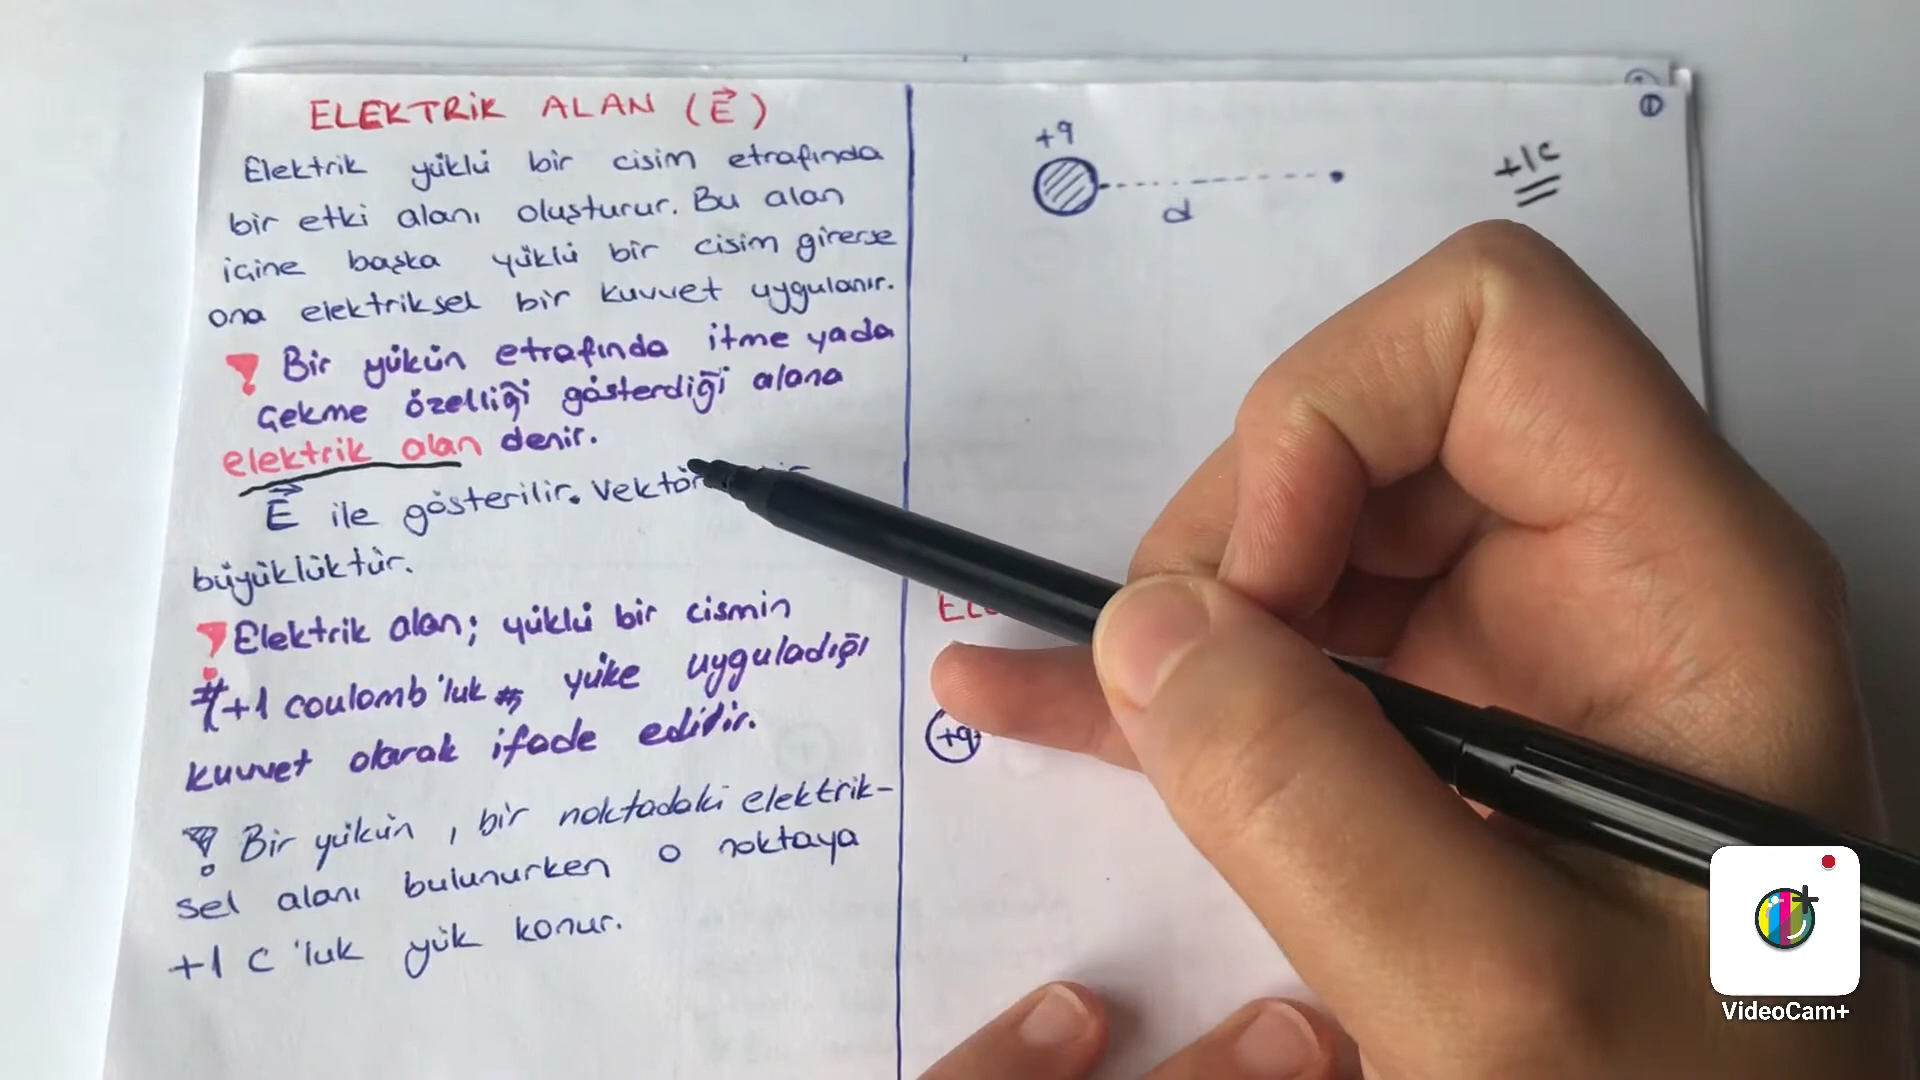 ELEKTRİK ALAN (E)
Elektrik yüklü bir cisim etrafında
bir etki alanı oluşturur. Bu alan
içine başka yüklü bir cisim girerse
ona elektriksel bir kuvvet uygulanır.
! Bir yükün etrafında itme yada
çekme özelliği gösterdiği alana
elektrik alan denir.
E ile gösterilir. Vektör
büyüklüktür.
! Elektrik alan; yüklü bir cismin
+1 coulomb'luk yüke uyguladığı
kuvvet olarak ifade edilir.
! Bir yükün, bir noktadaki elektrik-
sel alanı bulunurken o noktaya
+1 C'luk yük konur.
1
+q
+1C
d
+q
VideoCam+